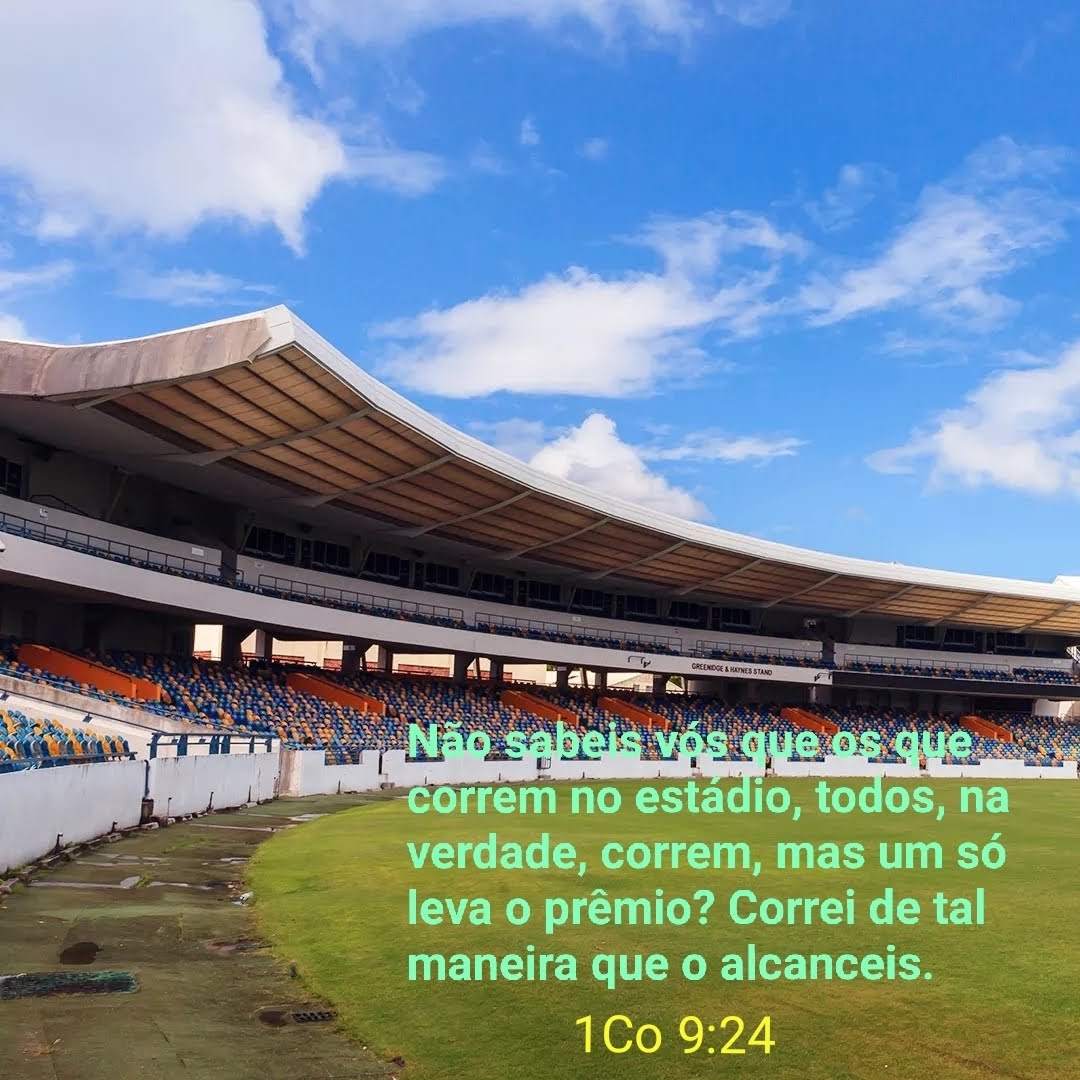 GREENIDGE & HAYNES STAND
Não sabeis vós que os que
correm no estádio, todos, na
verdade, correm, mas um só
leva o prêmio? Correi de tal
maneira que o alcanceis.
1Co 9:24